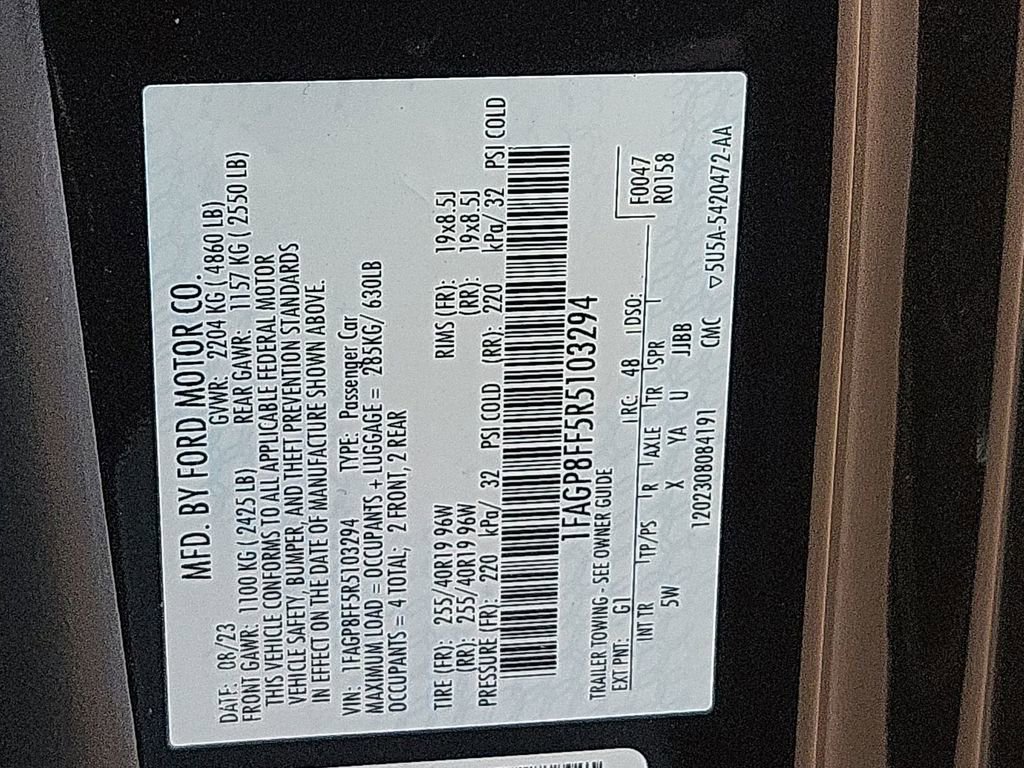 MFD. BY FORD MOTOR CO.
DATE: 08/23 GVWR: 2204 KG ( 4860 LB)
FRONT GAWR: 1100 KG ( 2425 LB) REAR GAWR: 1157 KG ( 2550 LB)
THIS VEHICLE CONFORMS TO ALL APPLICABLE FEDERAL MOTOR
VEHICLE SAFETY, BUMPER, AND THEFT PREVENTION STANDARDS
IN EFFECT ON THE DATE OF MANUFACTURE SHOWN ABOVE.
VIN: 1FAGP8FF5R5103294 TYPE: Passenger Car
MAXIMUM LOAD = OCCUPANTS + LUGGAGE = 285KG/ 630LB
OCCUPANTS = 4 TOTAL; 2 FRONT, 2 REAR
TIRE (FR): 255/40R19 96W RIMS (FR): 19x8.5J
(RR): 255/40R19 96W (RR): 19x8.5J
PRESSURE (FR): 220 kPa/ 32 PSI COLD (RR): 220 kPa/ 32 PSI COLD
1FAGP8FF5R5103294
TRAILER TOWING - SEE OWNER GUIDE
EXT PNT: G1 RC: 48 DSO: F0047
INT TR TP/PS R AXLE TR SPR R0158
5W X YA U JJBB
1202308084191 CMC ▽5U5A-5420472-AA